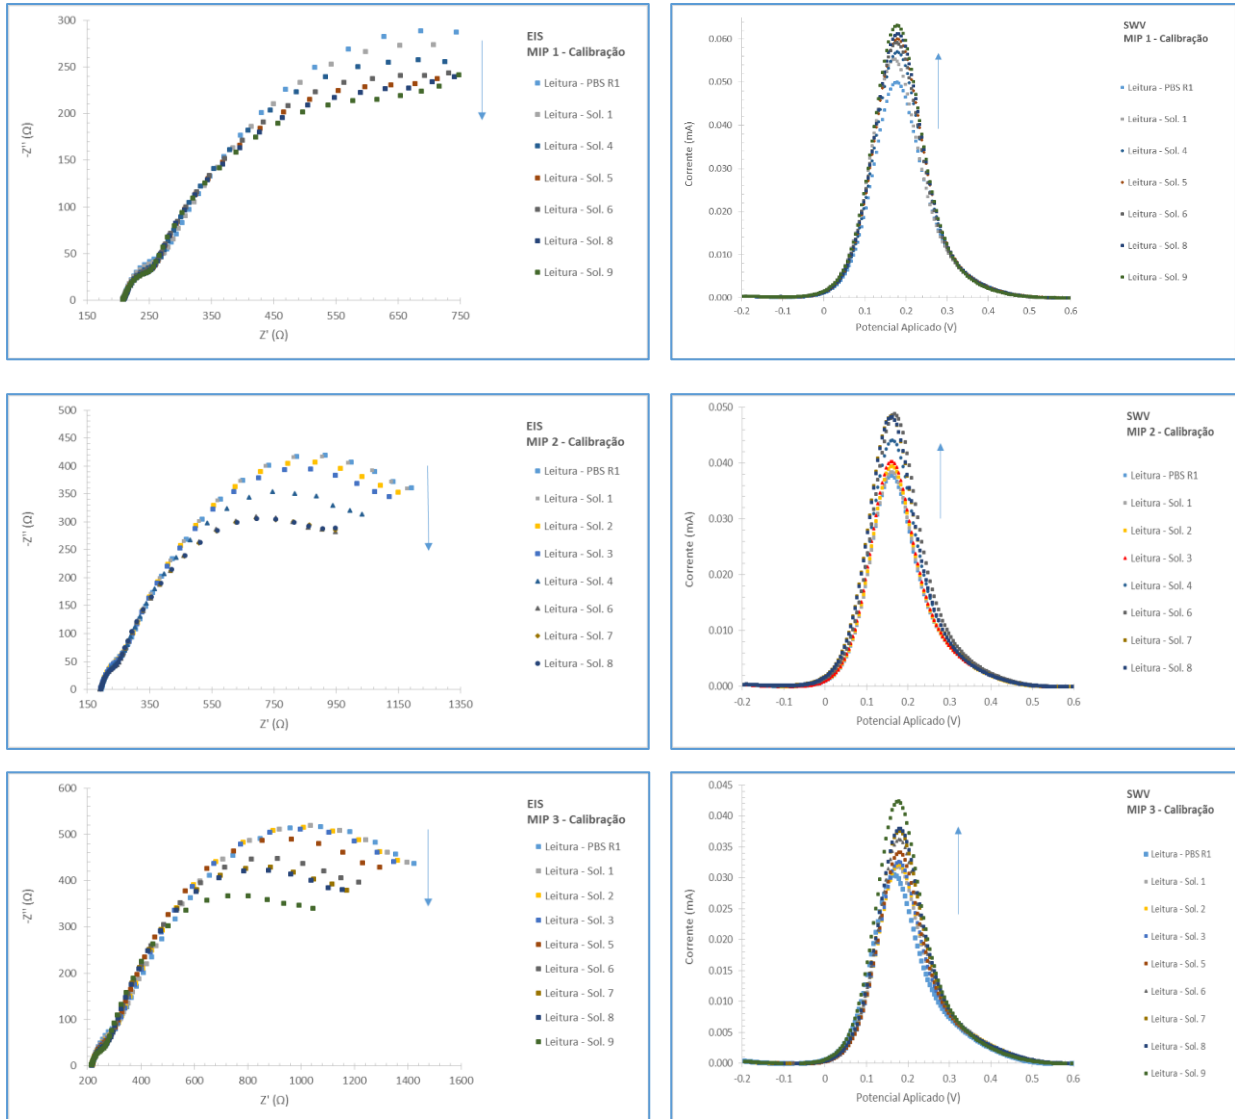 EIS
MIP 1 - Calibração
300
250
200
150
100
50
0
-Z'' (Ω)
150 250 350 450 550 650 750
Z' (Ω)
Leitura - PBS R1
Leitura - Sol. 1
Leitura - Sol. 4
Leitura - Sol. 5
Leitura - Sol. 6
Leitura - Sol. 8
Leitura - Sol. 9
SWV
MIP 1 - Calibração
0.060
0.050
0.040
0.030
0.020
0.010
0.000
Corrente (mA)
-0.2 -0.1 0 0.1 0.2 0.3 0.4 0.5 0.6
Potencial Aplicado (V)
Leitura - PBS R1
Leitura - Sol. 1
Leitura - Sol. 4
Leitura - Sol. 5
Leitura - Sol. 6
Leitura - Sol. 8
Leitura - Sol. 9
EIS
MIP 2 - Calibração
500
450
400
350
300
250
200
150
100
50
0
-Z'' (Ω)
150 350 550 750 950 1150 1350
Z' (Ω)
Leitura - PBS R1
Leitura - Sol. 1
Leitura - Sol. 2
Leitura - Sol. 3
Leitura - Sol. 4
Leitura - Sol. 6
Leitura - Sol. 7
Leitura - Sol. 8
SWV
MIP 2 - Calibração
0.050
0.040
0.030
0.020
0.010
0.000
Corrente (mA)
-0.2 -0.1 0 0.1 0.2 0.3 0.4 0.5 0.6
Potencial Aplicado (V)
Leitura - PBS R1
Leitura - Sol. 1
Leitura - Sol. 2
Leitura - Sol. 3
Leitura - Sol. 4
Leitura - Sol. 6
Leitura - Sol. 7
Leitura - Sol. 8
EIS
MIP 3 - Calibração
600
500
400
300
200
100
0
-Z'' (Ω)
200 400 600 800 1000 1200 1400 1600
Z' (Ω)
Leitura - PBS R1
Leitura - Sol. 1
Leitura - Sol. 2
Leitura - Sol. 3
Leitura - Sol. 5
Leitura - Sol. 6
Leitura - Sol. 7
Leitura - Sol. 8
Leitura - Sol. 9
SWV
MIP 3 - Calibração
0.045
0.040
0.035
0.030
0.025
0.020
0.015
0.010
0.005
0.000
Corrente (mA)
-0.2 -0.1 0 0.1 0.2 0.3 0.4 0.5 0.6
Potencial Aplicado (V)
Leitura - PBS R1
Leitura - Sol. 1
Leitura - Sol. 2
Leitura - Sol. 3
Leitura - Sol. 5
Leitura - Sol. 6
Leitura - Sol. 7
Leitura - Sol. 8
Leitura - Sol. 9